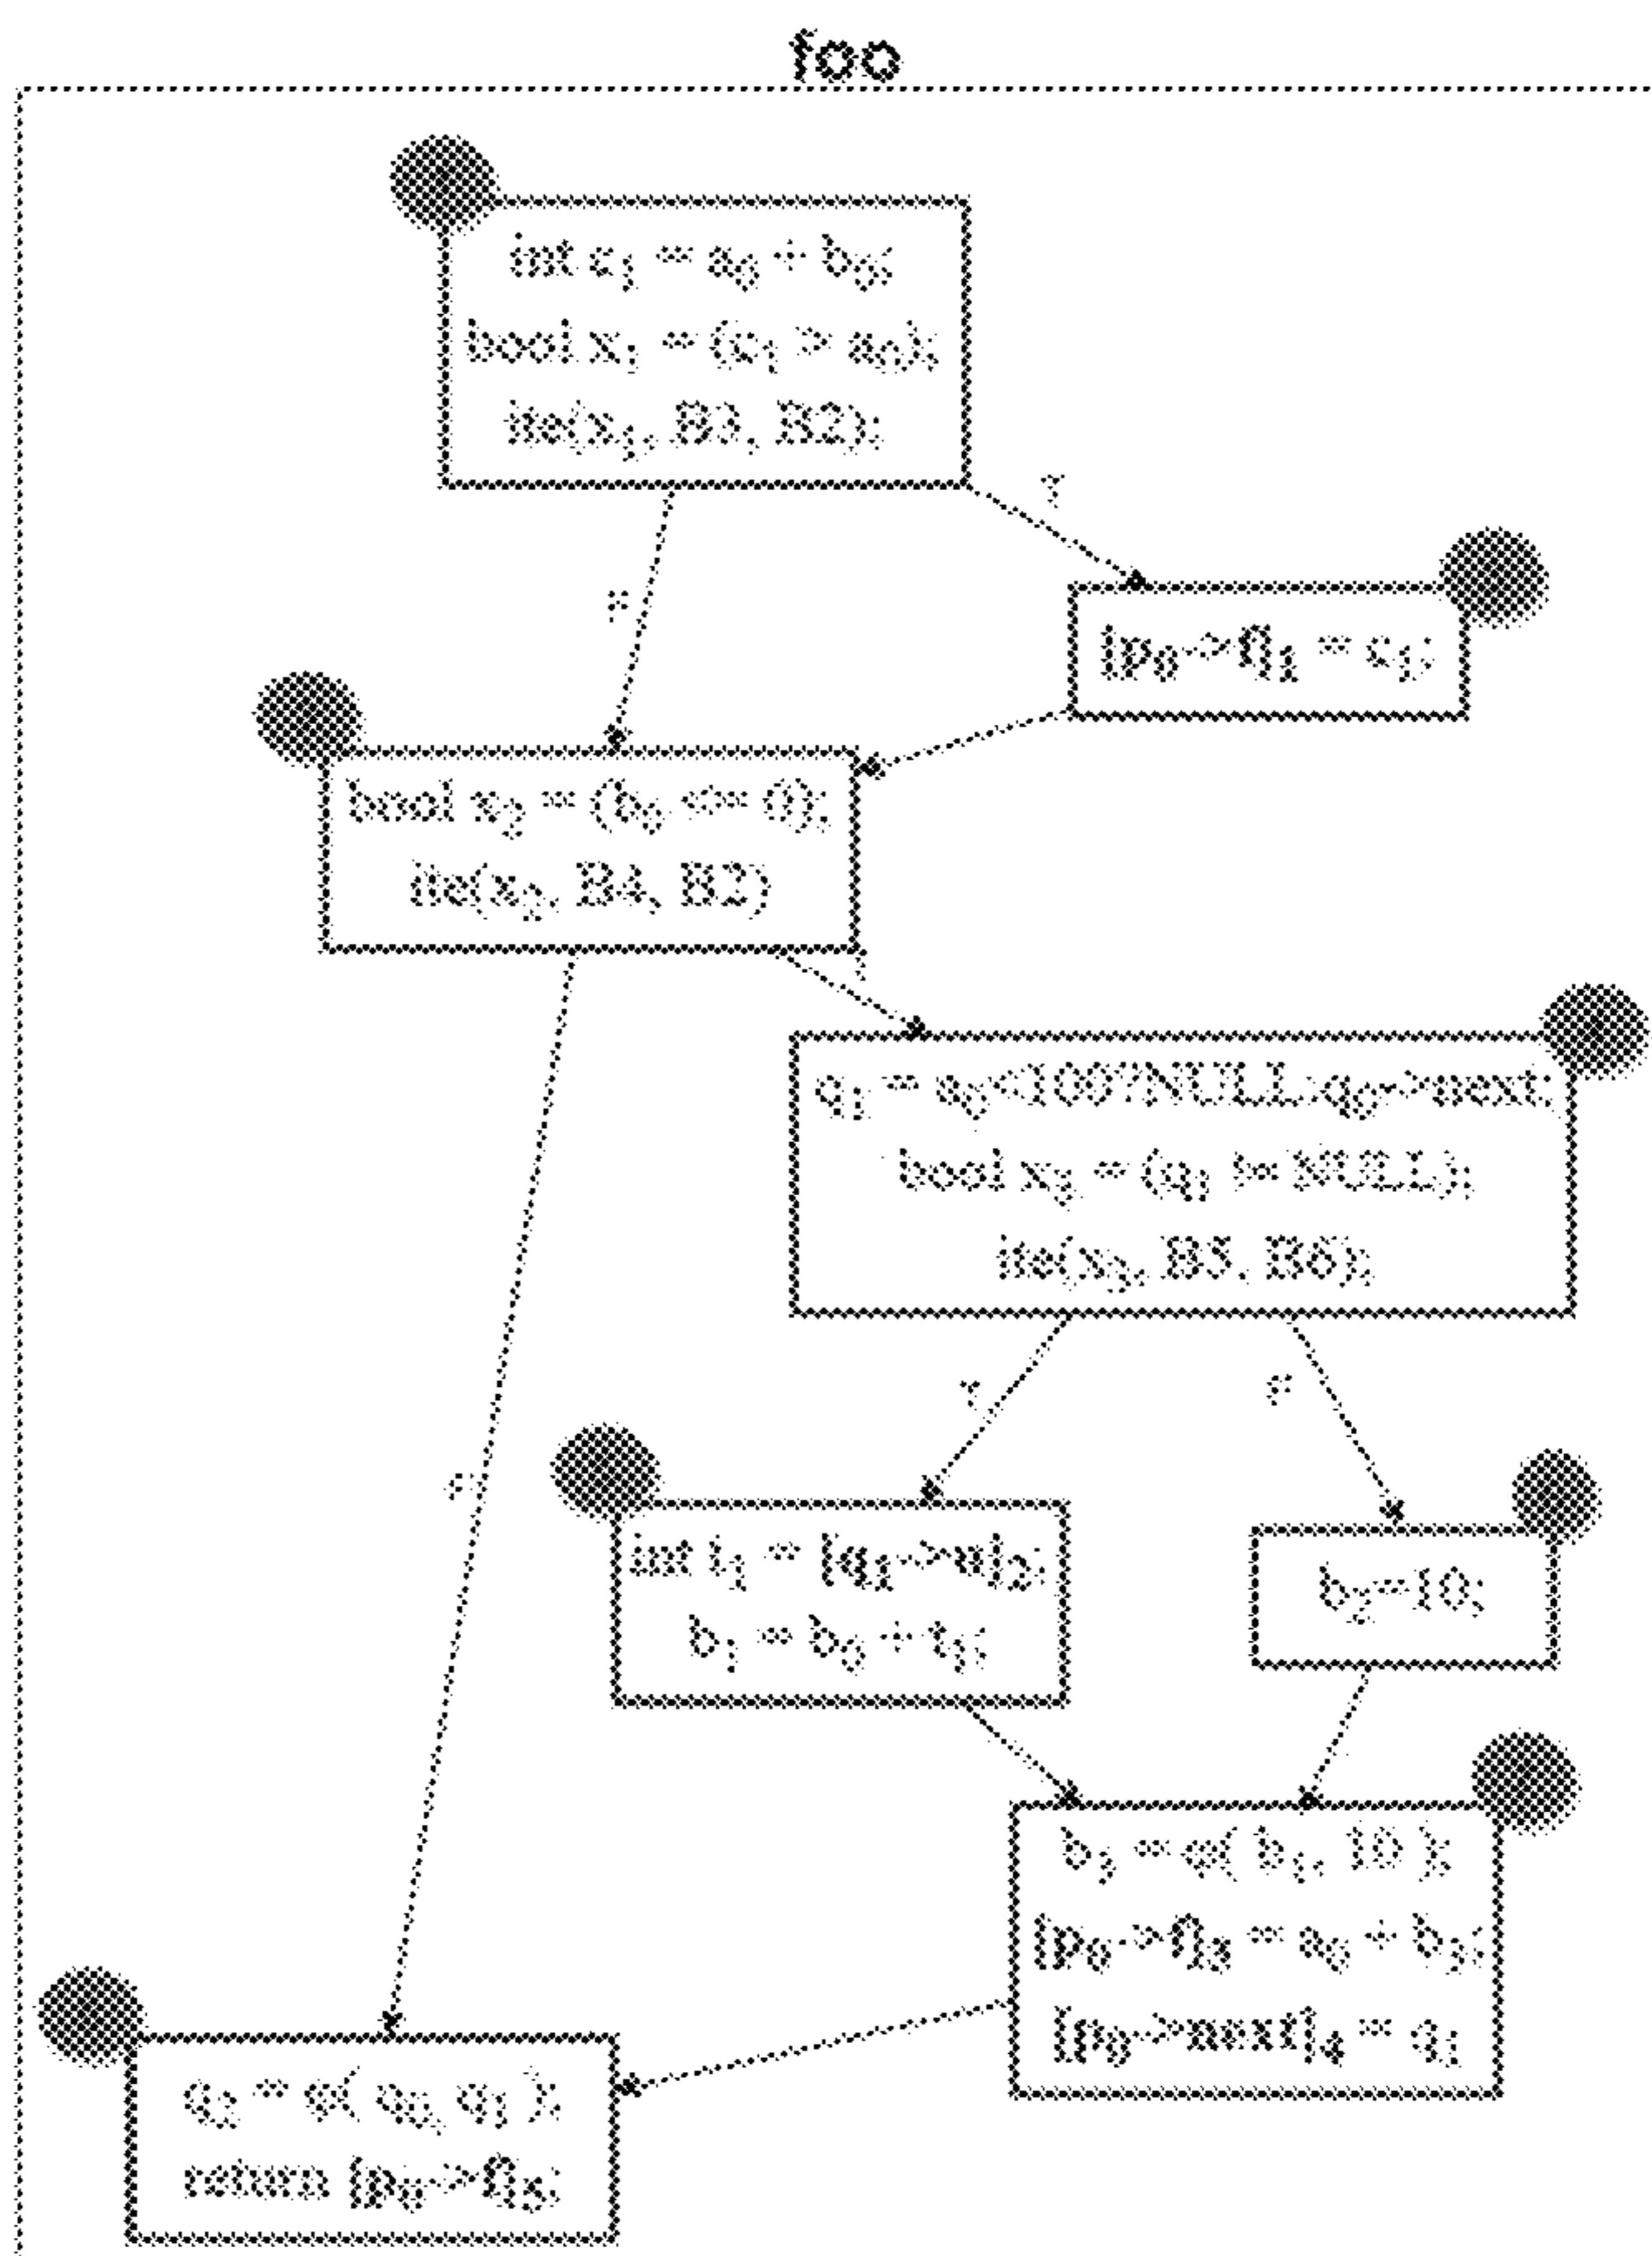 foo
int c₁ = a₀ + b₀;
bool x₁ = (c₁ > a₀);
ite(x₁, B3, B2);
T
F
[p₀->f]₁ = c₁;
bool x₂ = (b₀ <= 0);
ite(x₂, B4, B2)
T
q₁ = a₀<100?NULL:q₀->next;
bool x₃ = (q₁ != NULL);
ite(x₃, B5, B6);
T
F
F
int t₁ = [q₁->n]₂;
b₁ = b₀ + t₁;
b₂=10;
b₃ = φ( b₁, 10 );
[p₀->f]₃ = a₀ + b₃;
[p₀->next]₄ = q₁
q₂ = φ( q₀, q₁ );
return [p₀->f]₅;